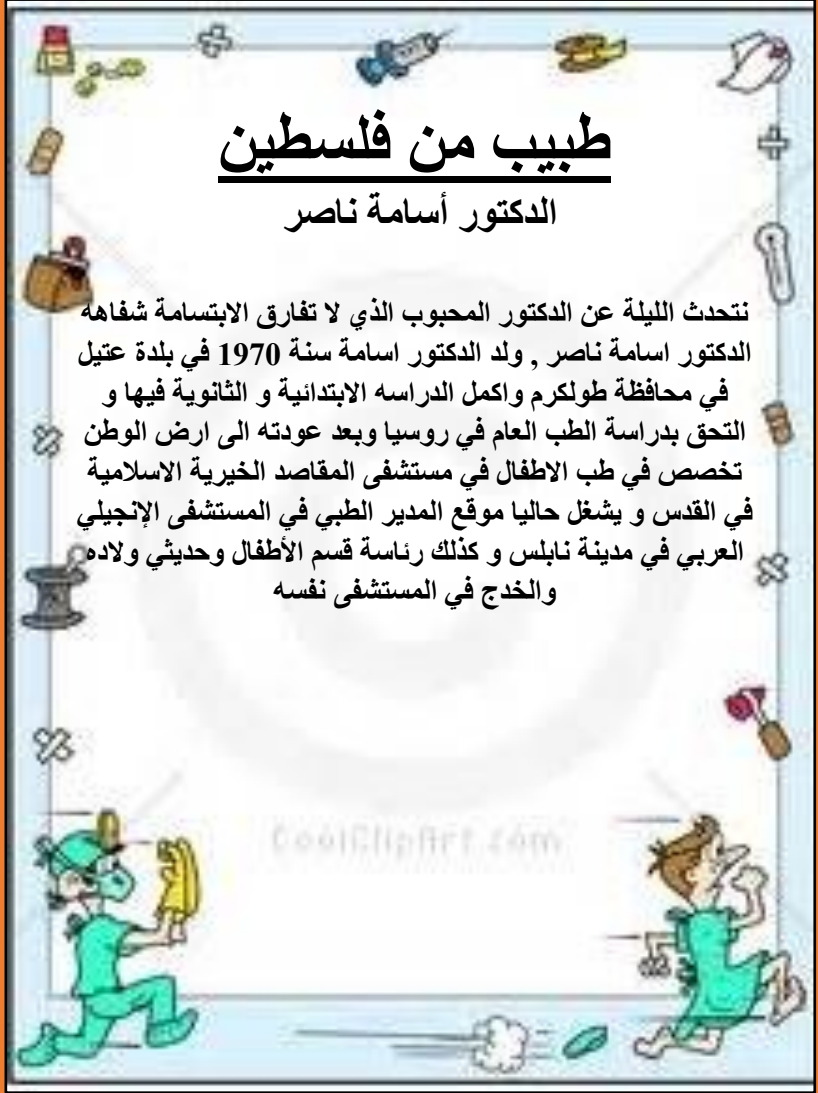 طبيب من فلسطين
الدكتور أسامة ناصر
نتحدث الليلة عن الدكتور المحبوب الذي لا تفارق الابتسامة شفاهه
الدكتور اسامة ناصر , ولد الدكتور اسامة سنة 1970 في بلدة عتيل
في محافظة طولكرم واكمل الدراسه الابتدائية و الثانوية فيها و
التحق بدراسة الطب العام في روسيا وبعد عودته الى ارض الوطن
تخصص في طب الاطفال في مستشفى المقاصد الخيرية الاسلامية
في القدس و يشغل حاليا موقع المدير الطبي في المستشفى الإنجيلي
العربي في مدينة نابلس و كذلك رئاسة قسم الأطفال وحديثي ولاده
والخدج في المستشفى نفسه
CoolClipArt.com